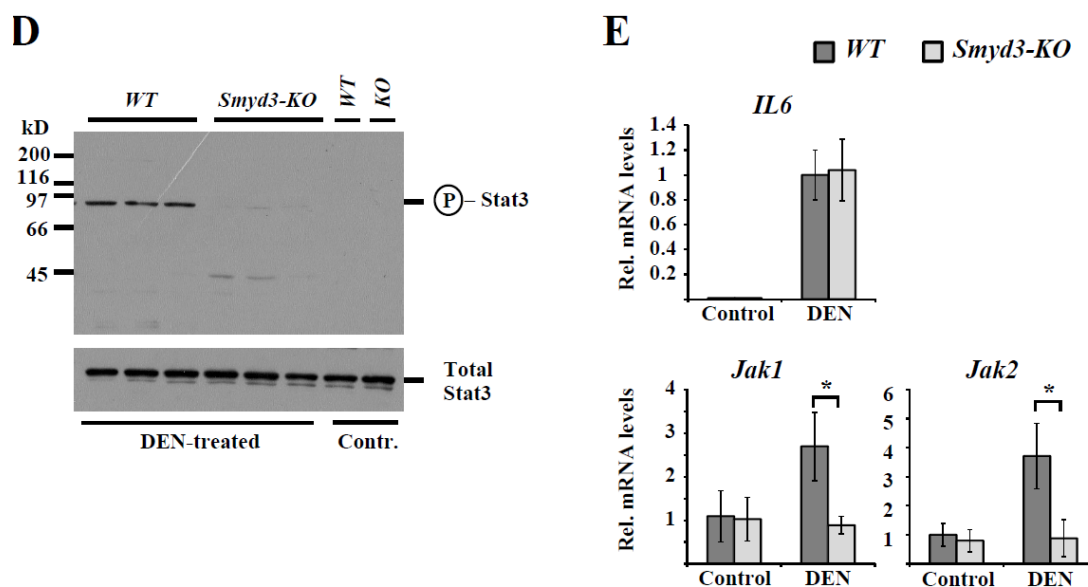 D
WT
Smyd3-KO
WT
KO
kD
200
116
97
66
45
P – Stat3
Total
Stat3
DEN-treated
Contr.
E
WT
Smyd3-KO
IL6
Rel. mRNA levels
1.4
1.2
1
0.8
0.6
0.4
0.2
Control
DEN
Jak1
Rel. mRNA levels
4
3
2
1
*
Control
DEN
Jak2
6
5
4
3
2
1
*
Control
DEN